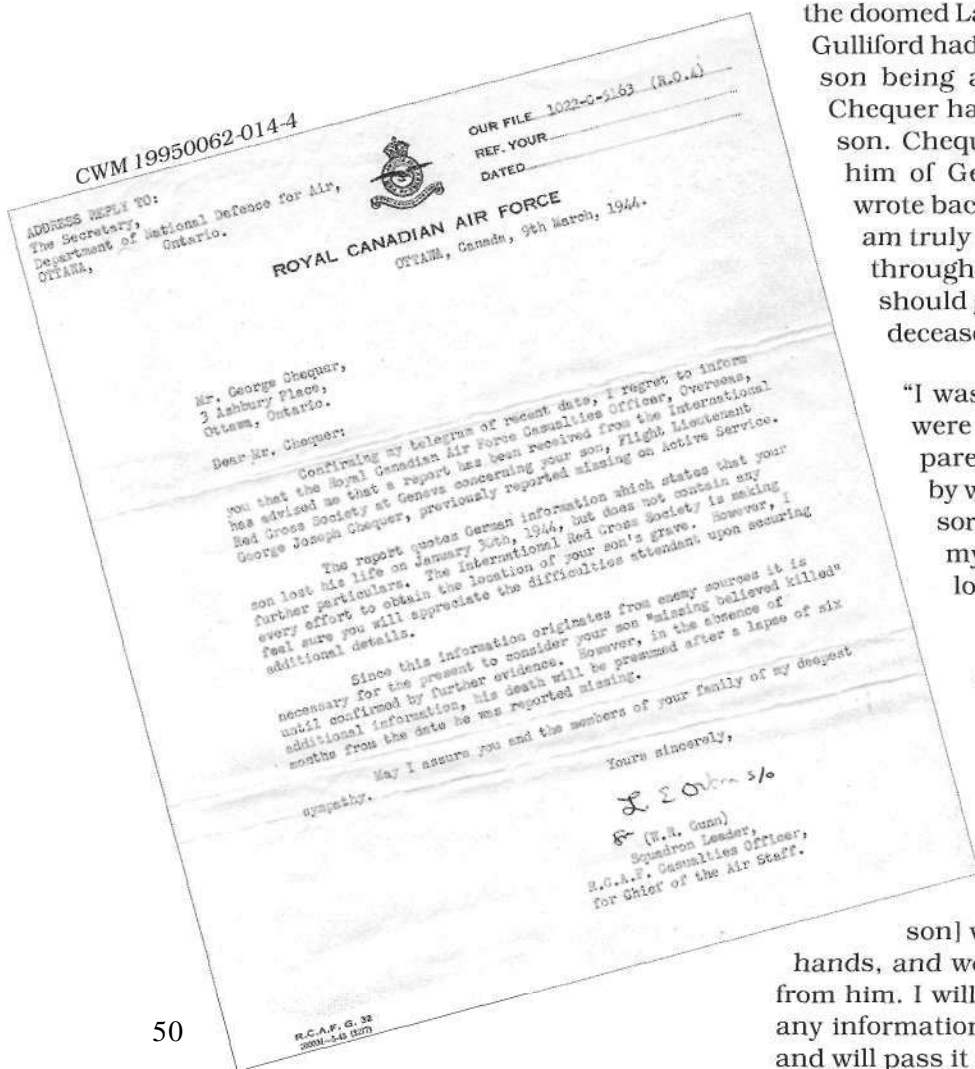 CWM 19950062-014-4
ADDRESS REPLY TO:
The Secretary,
Department of National Defence for Air,
OTTAWA, Ontario.
OUR FILE 1022-C-5163 (R.O.4)
REF. YOUR
DATED
ROYAL CANADIAN AIR FORCE
OTTAWA, Canada, 9th March, 1944.
Mr. George Chequer,
3 Ashbury Place,
Ottawa, Ontario.
Dear Mr. Chequer:
Confirming my telegram of recent date, I regret to inform
you that the Royal Canadian Air Force Casualties Officer, Overseas,
has advised me that a report has been received from the International
Red Cross Society at Geneva concerning your son, Flight Lieutenant
George Joseph Chequer, previously reported missing on Active Service.
The report quotes German information which states that your
son lost his life on January 30th, 1944, but does not contain any
further particulars. The International Red Cross Society is making
every effort to obtain the location of your son's grave. However, I
feel sure you will appreciate the difficulties attendant upon securing
additional details.
Since this information originates from enemy sources it is
necessary for the present to consider your son "missing believed killed"
until confirmed by further evidence. However, in the absence of
additional information, his death will be presumed after a lapse of six
months from the date he was reported missing.
May I assure you and the members of your family of my deepest
sympathy.
Yours sincerely,
(W.R. Gunn)
Squadron Leader,
R.C.A.F. Casualties Officer,
for Chief of the Air Staff.
R.C.A.F. G. 32
50
the doomed La
Gulliford had
son being a
Chequer ha
son. Chequ
him of Ge
wrote bac
am truly
through
should
decease
"I was
were
pare
by w
sor
my
lo
son] w
hands, and we
from him. I will
any information
and will pass it